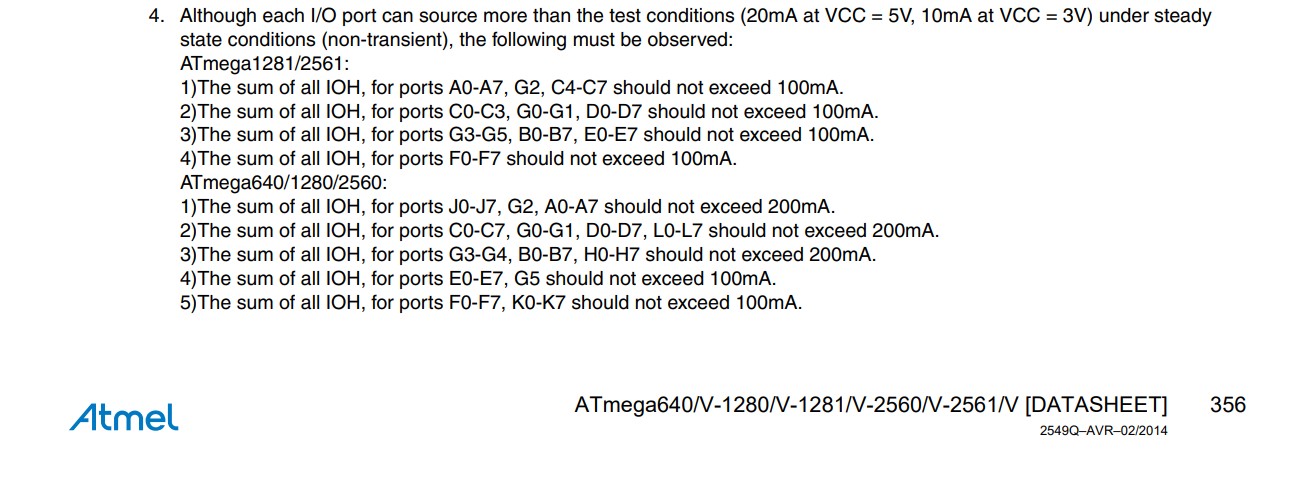 4. Although each I/O port can source more than the test conditions (20mA at VCC = 5V, 10mA at VCC = 3V) under steady
state conditions (non-transient), the following must be observed:
ATmega1281/2561:
1)The sum of all IOH, for ports A0-A7, G2, C4-C7 should not exceed 100mA.
2)The sum of all IOH, for ports C0-C3, G0-G1, D0-D7 should not exceed 100mA.
3)The sum of all IOH, for ports G3-G5, B0-B7, E0-E7 should not exceed 100mA.
4)The sum of all IOH, for ports F0-F7 should not exceed 100mA.
ATmega640/1280/2560:
1)The sum of all IOH, for ports J0-J7, G2, A0-A7 should not exceed 200mA.
2)The sum of all IOH, for ports C0-C7, G0-G1, D0-D7, L0-L7 should not exceed 200mA.
3)The sum of all IOH, for ports G3-G4, B0-B7, H0-H7 should not exceed 200mA.
4)The sum of all IOH, for ports E0-E7, G5 should not exceed 100mA.
5)The sum of all IOH, for ports F0-F7, K0-K7 should not exceed 100mA.
Atmel
ATmega640/V-1280/V-1281/V-2560/V-2561/V [DATASHEET] 356
2549Q–AVR–02/2014